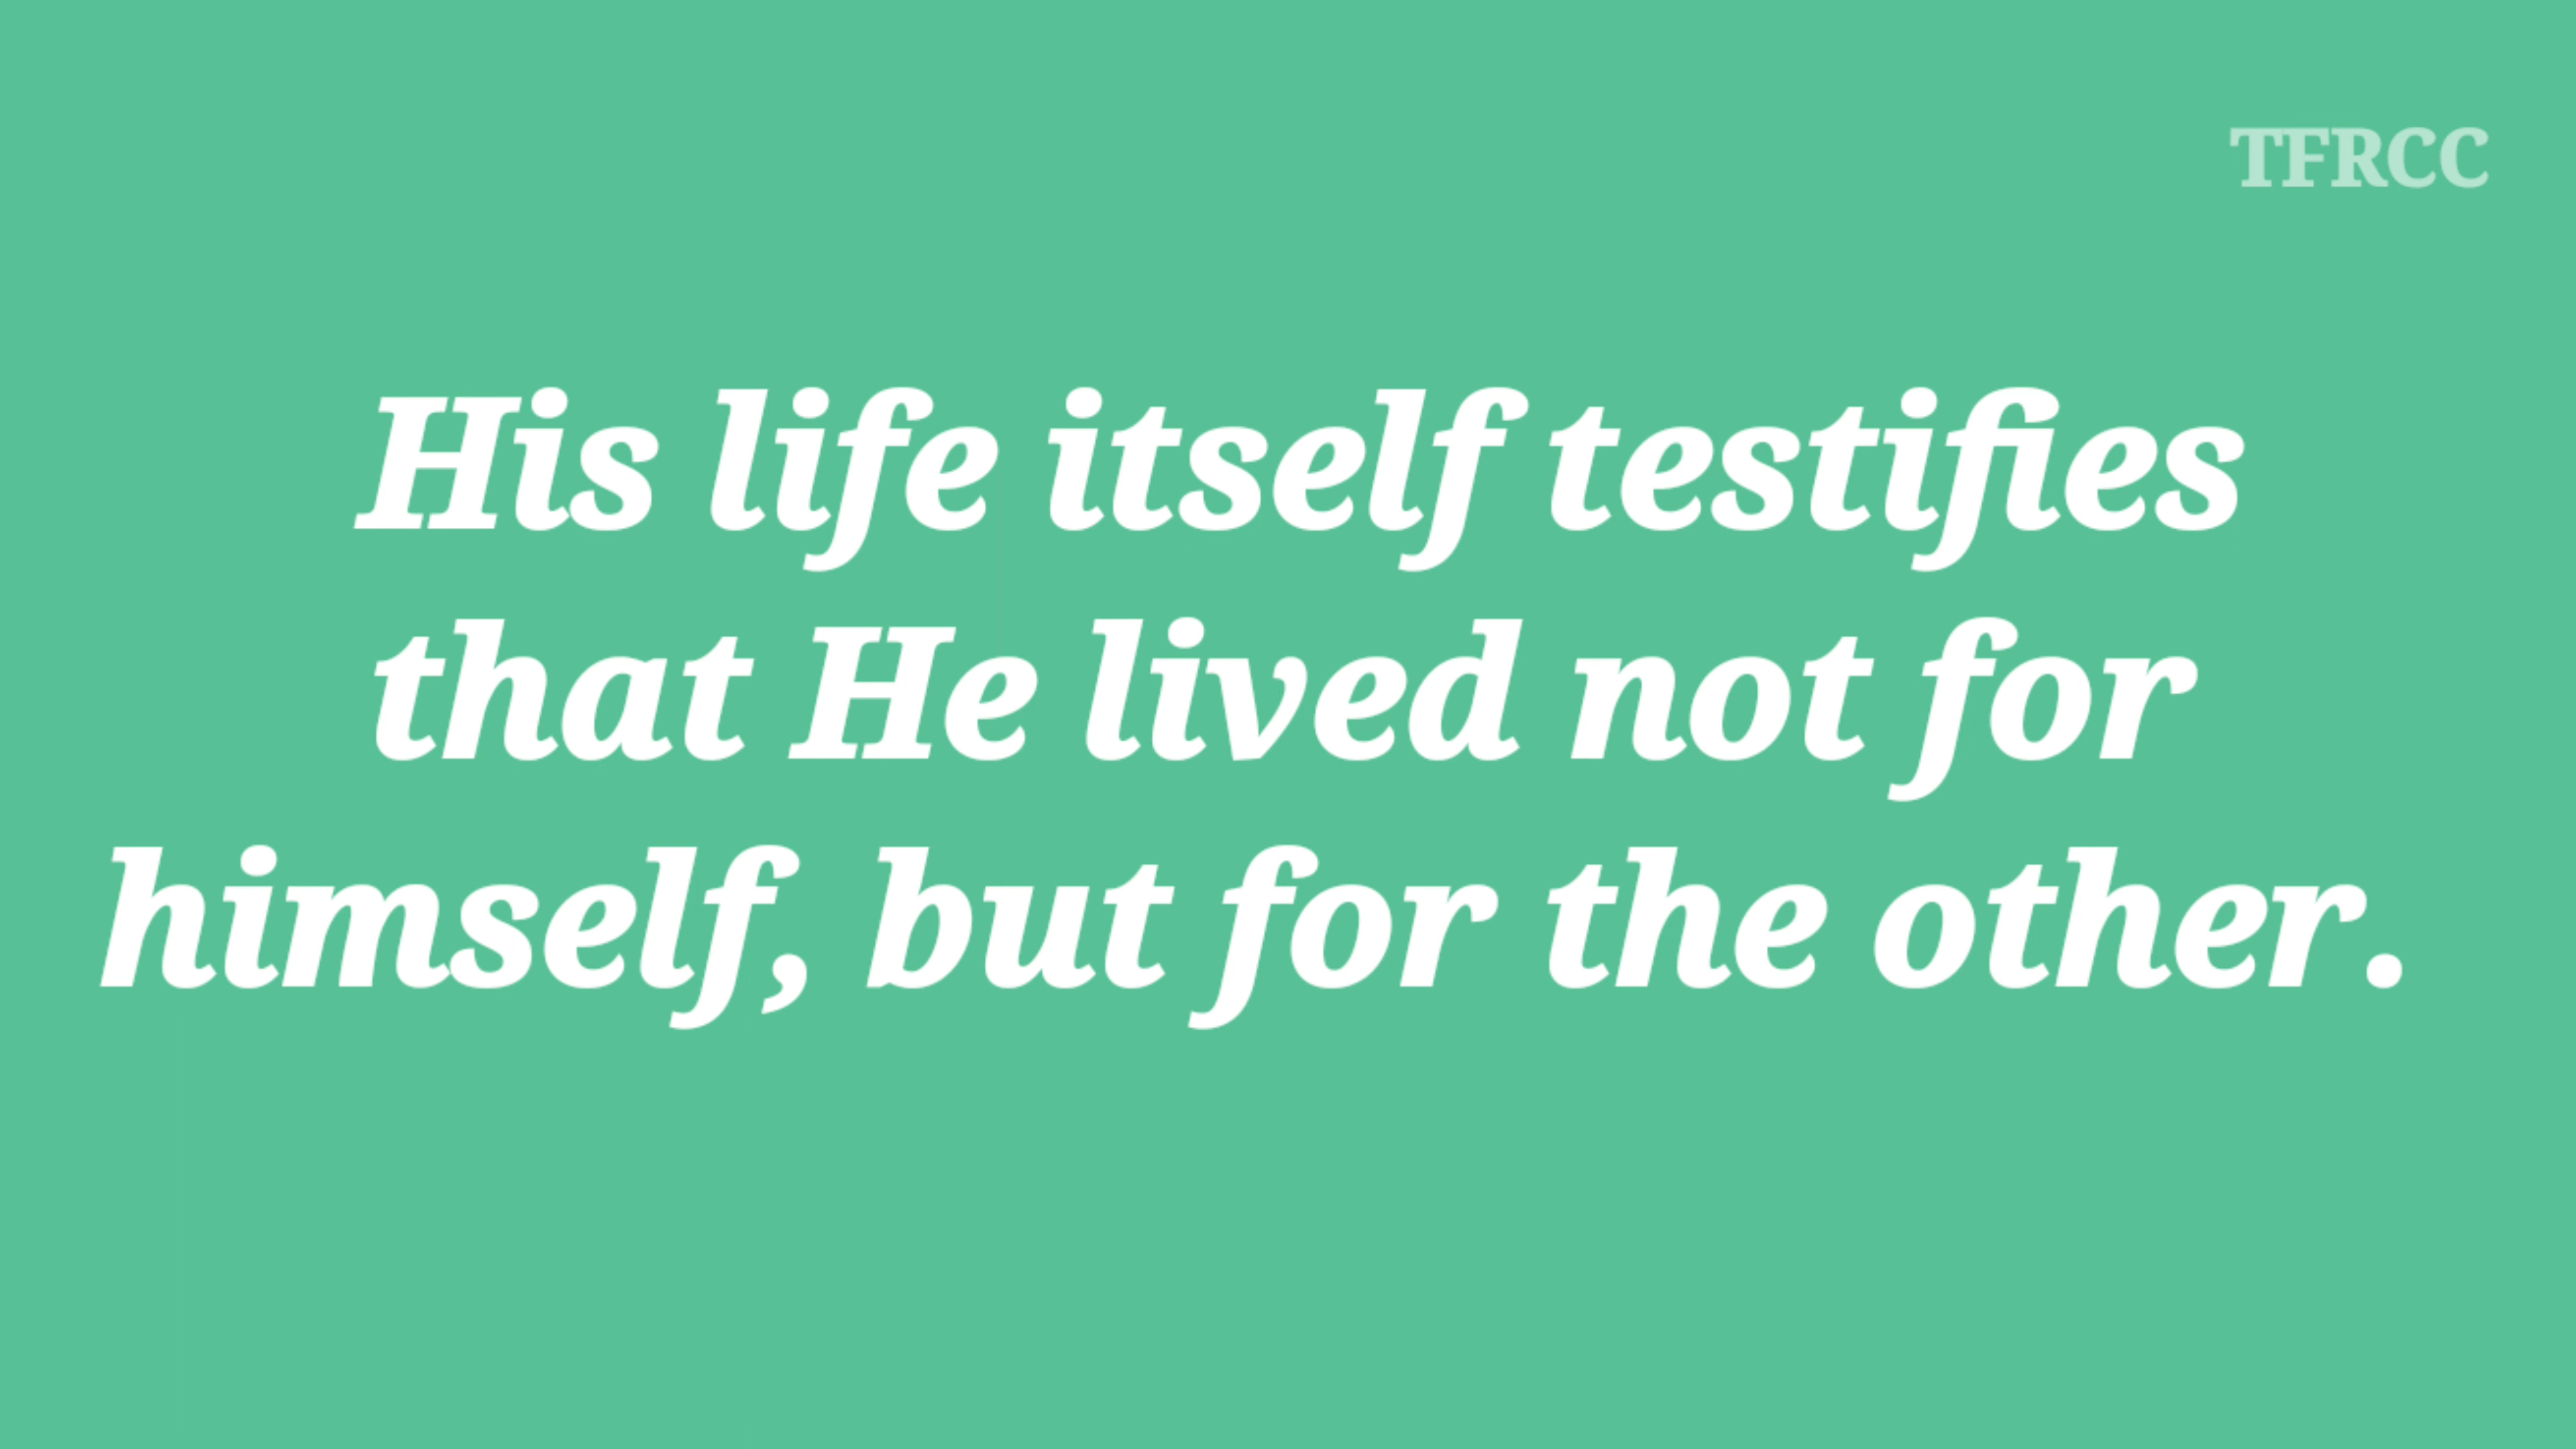 TFRCC
His life itself testifies
that He lived not for
himself, but for the other.